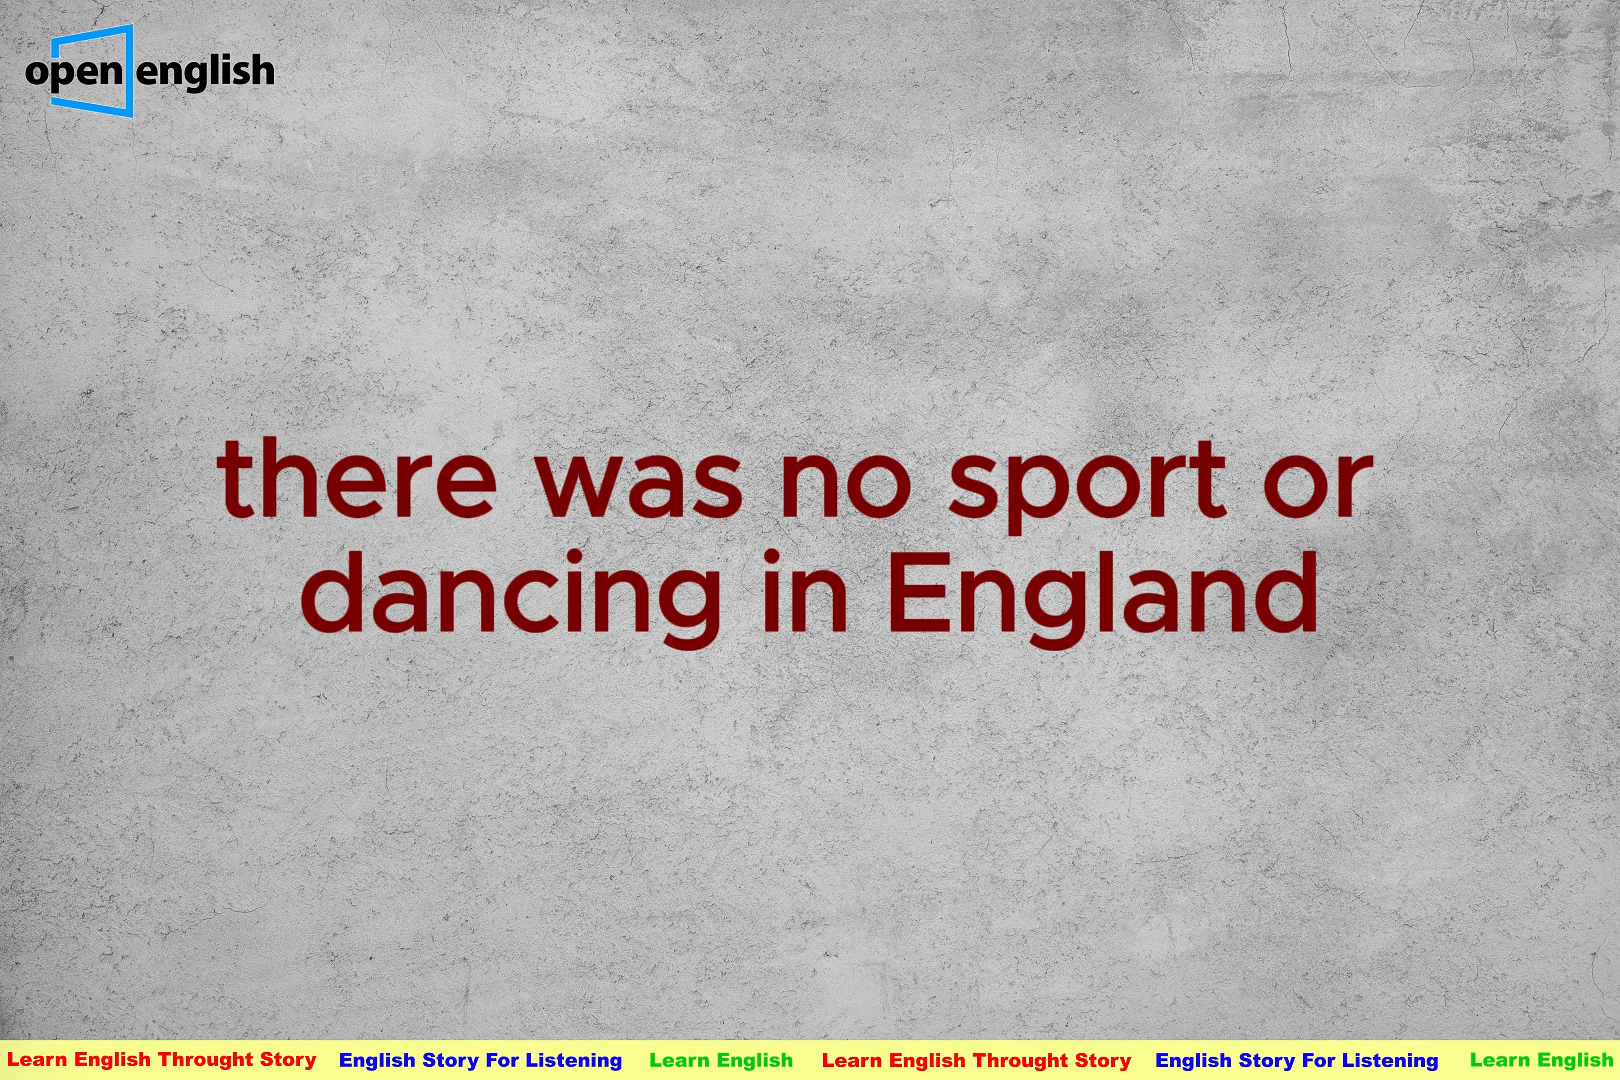 open english
there was no sport or
dancing in England
Learn English Throught Story English Story For Listening Learn English Learn English Throught Story English Story For Listening Learn English